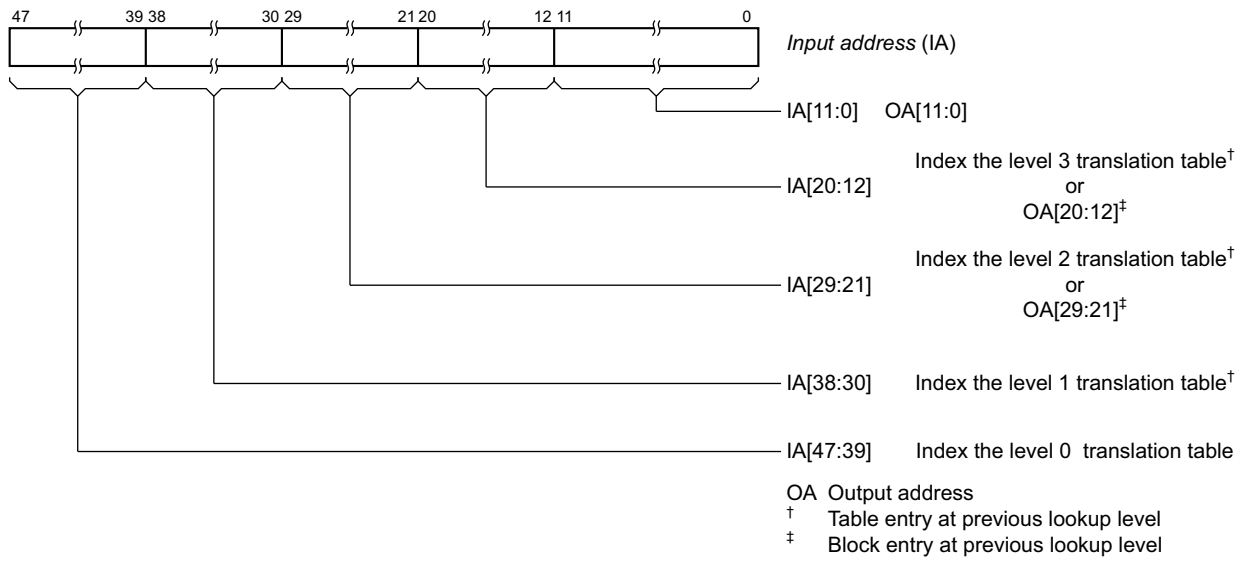 47 39 38 30 29 21 20 12 11 0
Input address (IA)
IA[11:0] OA[11:0]
Index the level 3 translation table†
IA[20:12] or
OA[20:12]‡
Index the level 2 translation table†
IA[29:21] or
OA[29:21]‡
IA[38:30] Index the level 1 translation table†
IA[47:39] Index the level 0 translation table
OA Output address
† Table entry at previous lookup level
‡ Block entry at previous lookup level